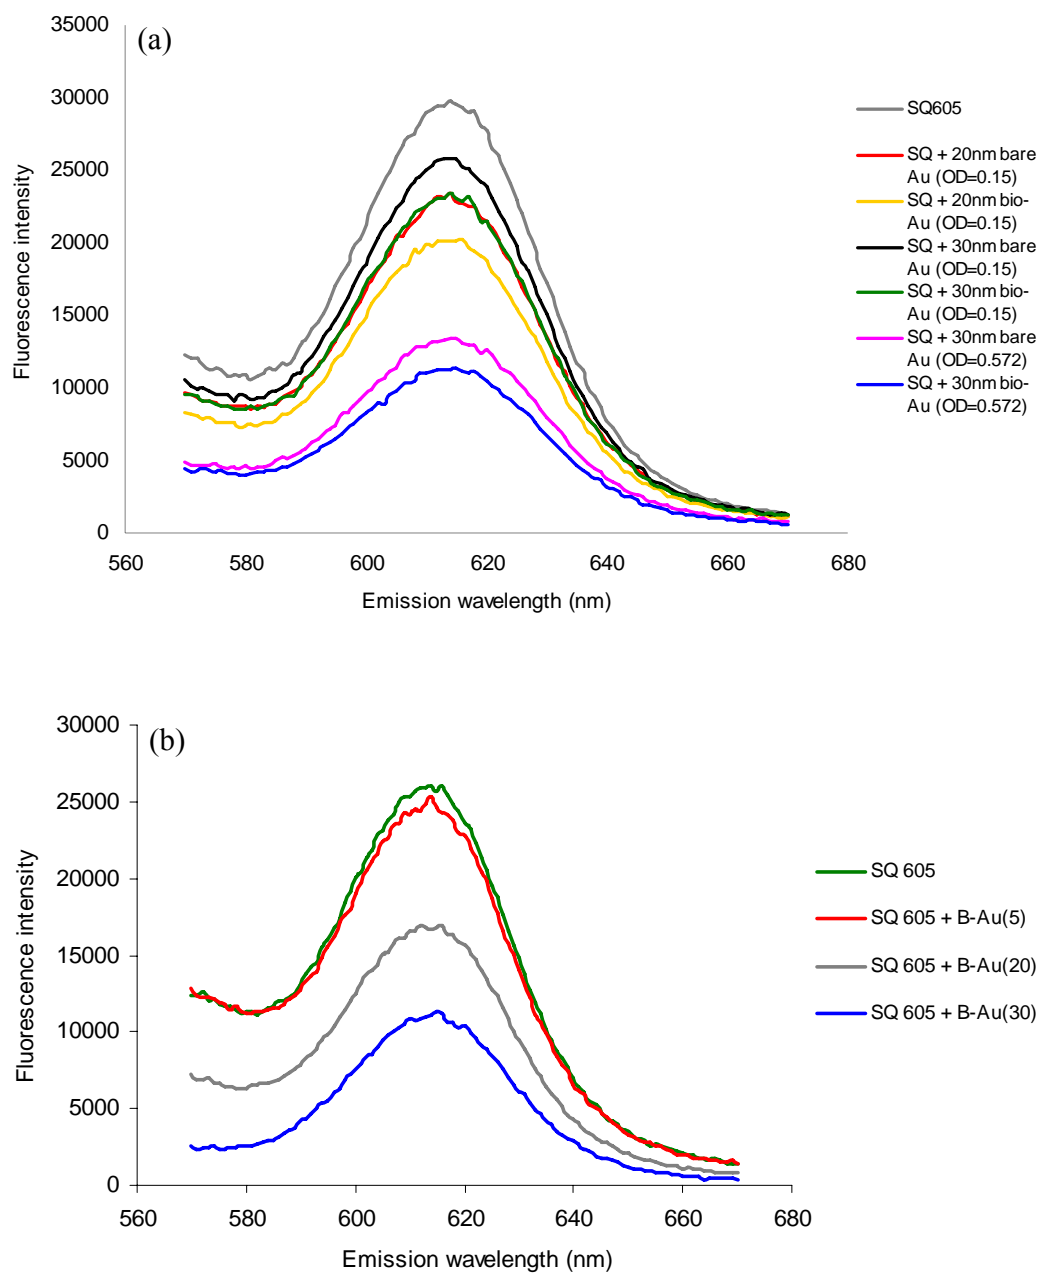 (a)
35000
30000
25000
20000
15000
10000
5000
0
Fluorescence intensity
560 580 600 620 640 660 680
Emission wavelength (nm)
SQ605
SQ + 20nm bare
Au (OD=0.15)
SQ + 20nm bio-
Au (OD=0.15)
SQ + 30nm bare
Au (OD=0.15)
SQ + 30nm bio-
Au (OD=0.15)
SQ + 30nm bare
Au (OD=0.572)
SQ + 30nm bio-
Au (OD=0.572)
(b)
30000
25000
20000
15000
10000
5000
0
Fluorescence intensity
560 580 600 620 640 660 680
Emission wavelength (nm)
SQ 605
SQ 605 + B-Au(5)
SQ 605 + B-Au(20)
SQ 605 + B-Au(30)